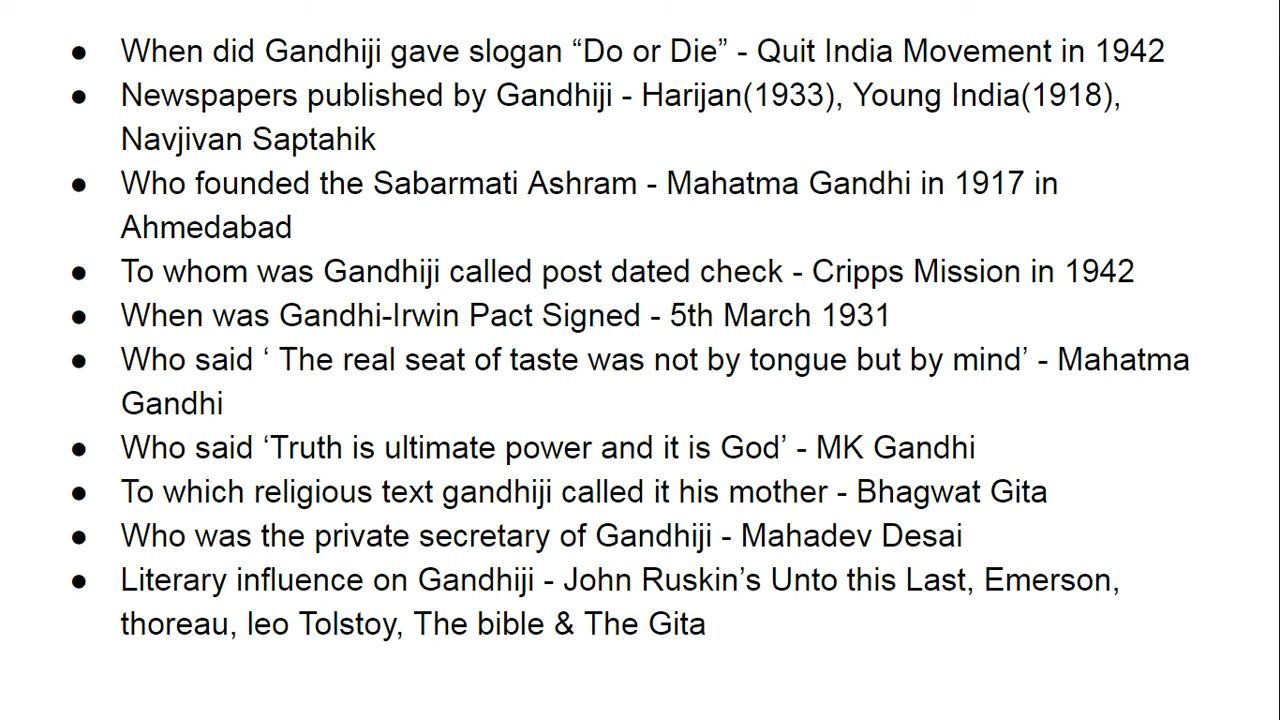 ● When did Gandhiji gave slogan “Do or Die” - Quit India Movement in 1942
● Newspapers published by Gandhiji - Harijan(1933), Young India(1918),
Navjivan Saptahik
● Who founded the Sabarmati Ashram - Mahatma Gandhi in 1917 in
Ahmedabad
● To whom was Gandhiji called post dated check - Cripps Mission in 1942
● When was Gandhi-Irwin Pact Signed - 5th March 1931
● Who said ‘ The real seat of taste was not by tongue but by mind’ - Mahatma
Gandhi
● Who said ‘Truth is ultimate power and it is God’ - MK Gandhi
● To which religious text gandhiji called it his mother - Bhagwat Gita
● Who was the private secretary of Gandhiji - Mahadev Desai
● Literary influence on Gandhiji - John Ruskin’s Unto this Last, Emerson,
thoreau, leo Tolstoy, The bible & The Gita